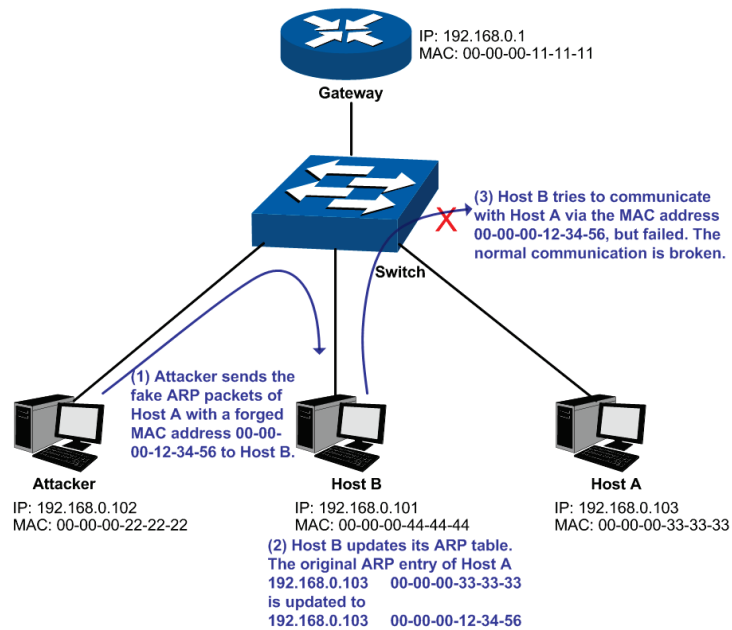 IP: 192.168.0.1
MAC: 00-00-00-11-11-11
Gateway
(3) Host B tries to communicate
with Host A via the MAC address
00-00-00-12-34-56, but failed. The
normal communication is broken.
X
Switch
(1) Attacker sends the
fake ARP packets of
Host A with a forged
MAC address 00-00-
00-12-34-56 to Host B.
Attacker
IP: 192.168.0.102
MAC: 00-00-00-22-22-22
Host B
IP: 192.168.0.101
MAC: 00-00-00-44-44-44
Host A
IP: 192.168.0.103
MAC: 00-00-00-33-33-33
(2) Host B updates its ARP table.
The original ARP entry of Host A
192.168.0.103 00-00-00-33-33-33
is updated to
192.168.0.103 00-00-00-12-34-56